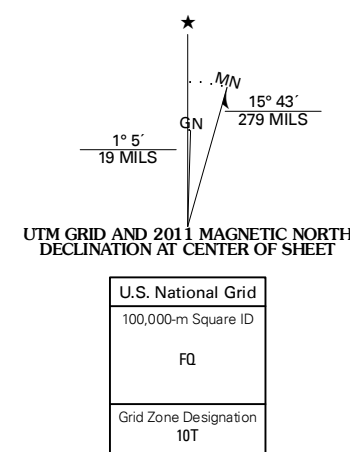 ★
MN
15° 43´
279 MILS
GN
1° 5´
19 MILS
UTM GRID AND 2011 MAGNETIC NORTH
DECLINATION AT CENTER OF SHEET
U.S. National Grid
100,000-m Square ID
FQ
Grid Zone Designation
10T